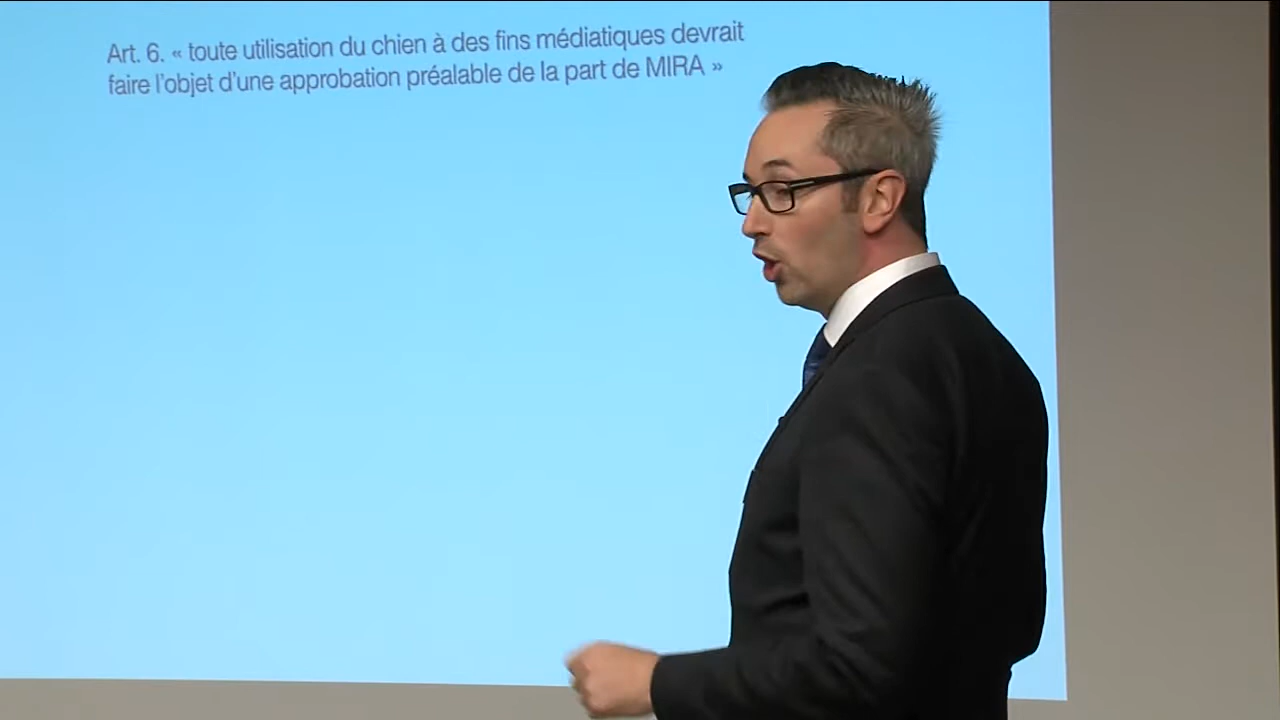 Art. 6. « toute utilisation du chien à des fins médiatiques devrait
faire l'objet d'une approbation préalable de la part de MIRA »